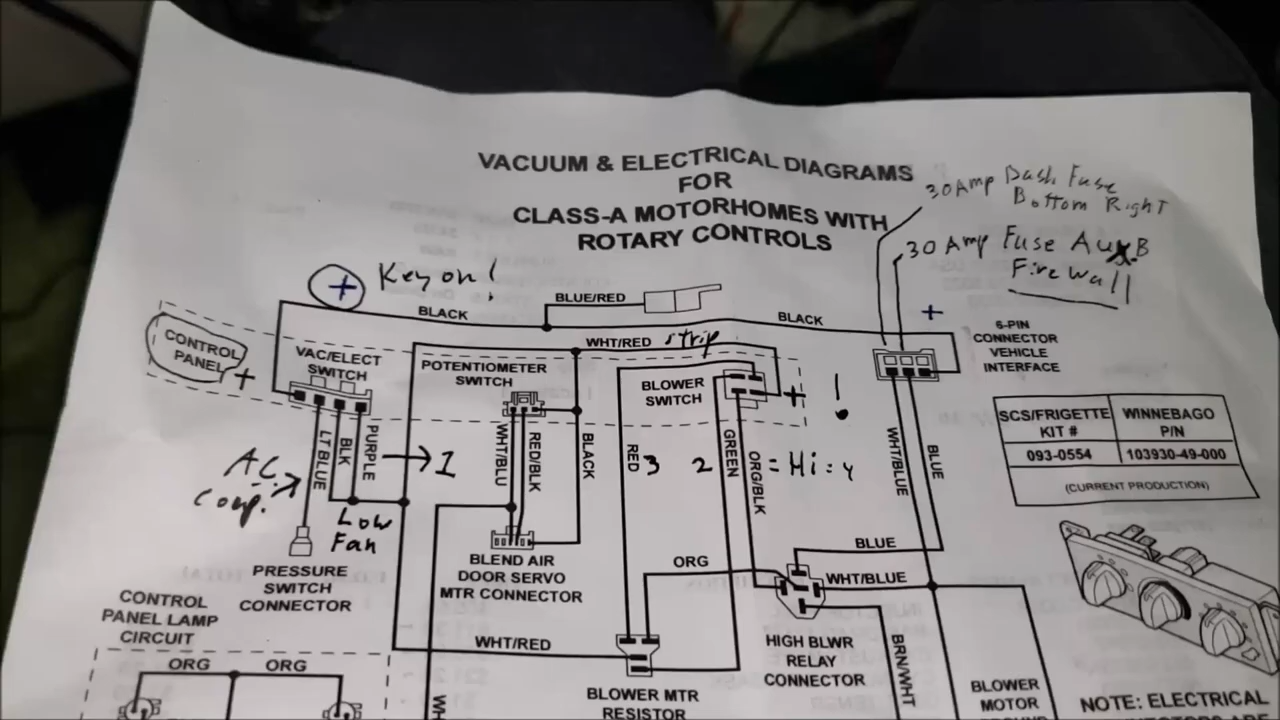 VACUUM & ELECTRICAL DIAGRAMS
FOR
CLASS-A MOTORHOMES WITH
ROTARY CONTROLS
30 Amp Dash Fuse
Bottom Right
30 Amp Fuse Aux B
Fire Wall
+ Key on!
BLUE/RED
BLACK
BLACK
+
6-PIN
CONNECTOR
VEHICLE
INTERFACE
CONTROL
PANEL
+
VAC/ELECT
SWITCH
WHT/RED strip
POTENTIOMETER
SWITCH
BLOWER
SWITCH
+ !
SCS/FRIGETTE
KIT #
WINNEBAGO
P/N
093-0554
103930-49-000
(CURRENT PRODUCTION)
LT BLUE
BLK
PURPLE
→ 1
WHT/BLU
RED/BLK
BLACK
RED
3
2
GREEN
ORG/BLK
= Hi = 4
WHT/BLUE
BLUE
A.C.
Comp.
Low
Fan
PRESSURE
SWITCH
CONNECTOR
BLEND AIR
DOOR SERVO
MTR CONNECTOR
ORG
BLUE
WHT/BLUE
HIGH BLWR
RELAY
CONNECTOR
BRN/WHT
CONTROL
PANEL LAMP
CIRCUIT
ORG
ORG
WHT/RED
WH
BLOWER MTR
RESISTOR
BLOWER
MOTOR
NOTE: ELECTRICAL